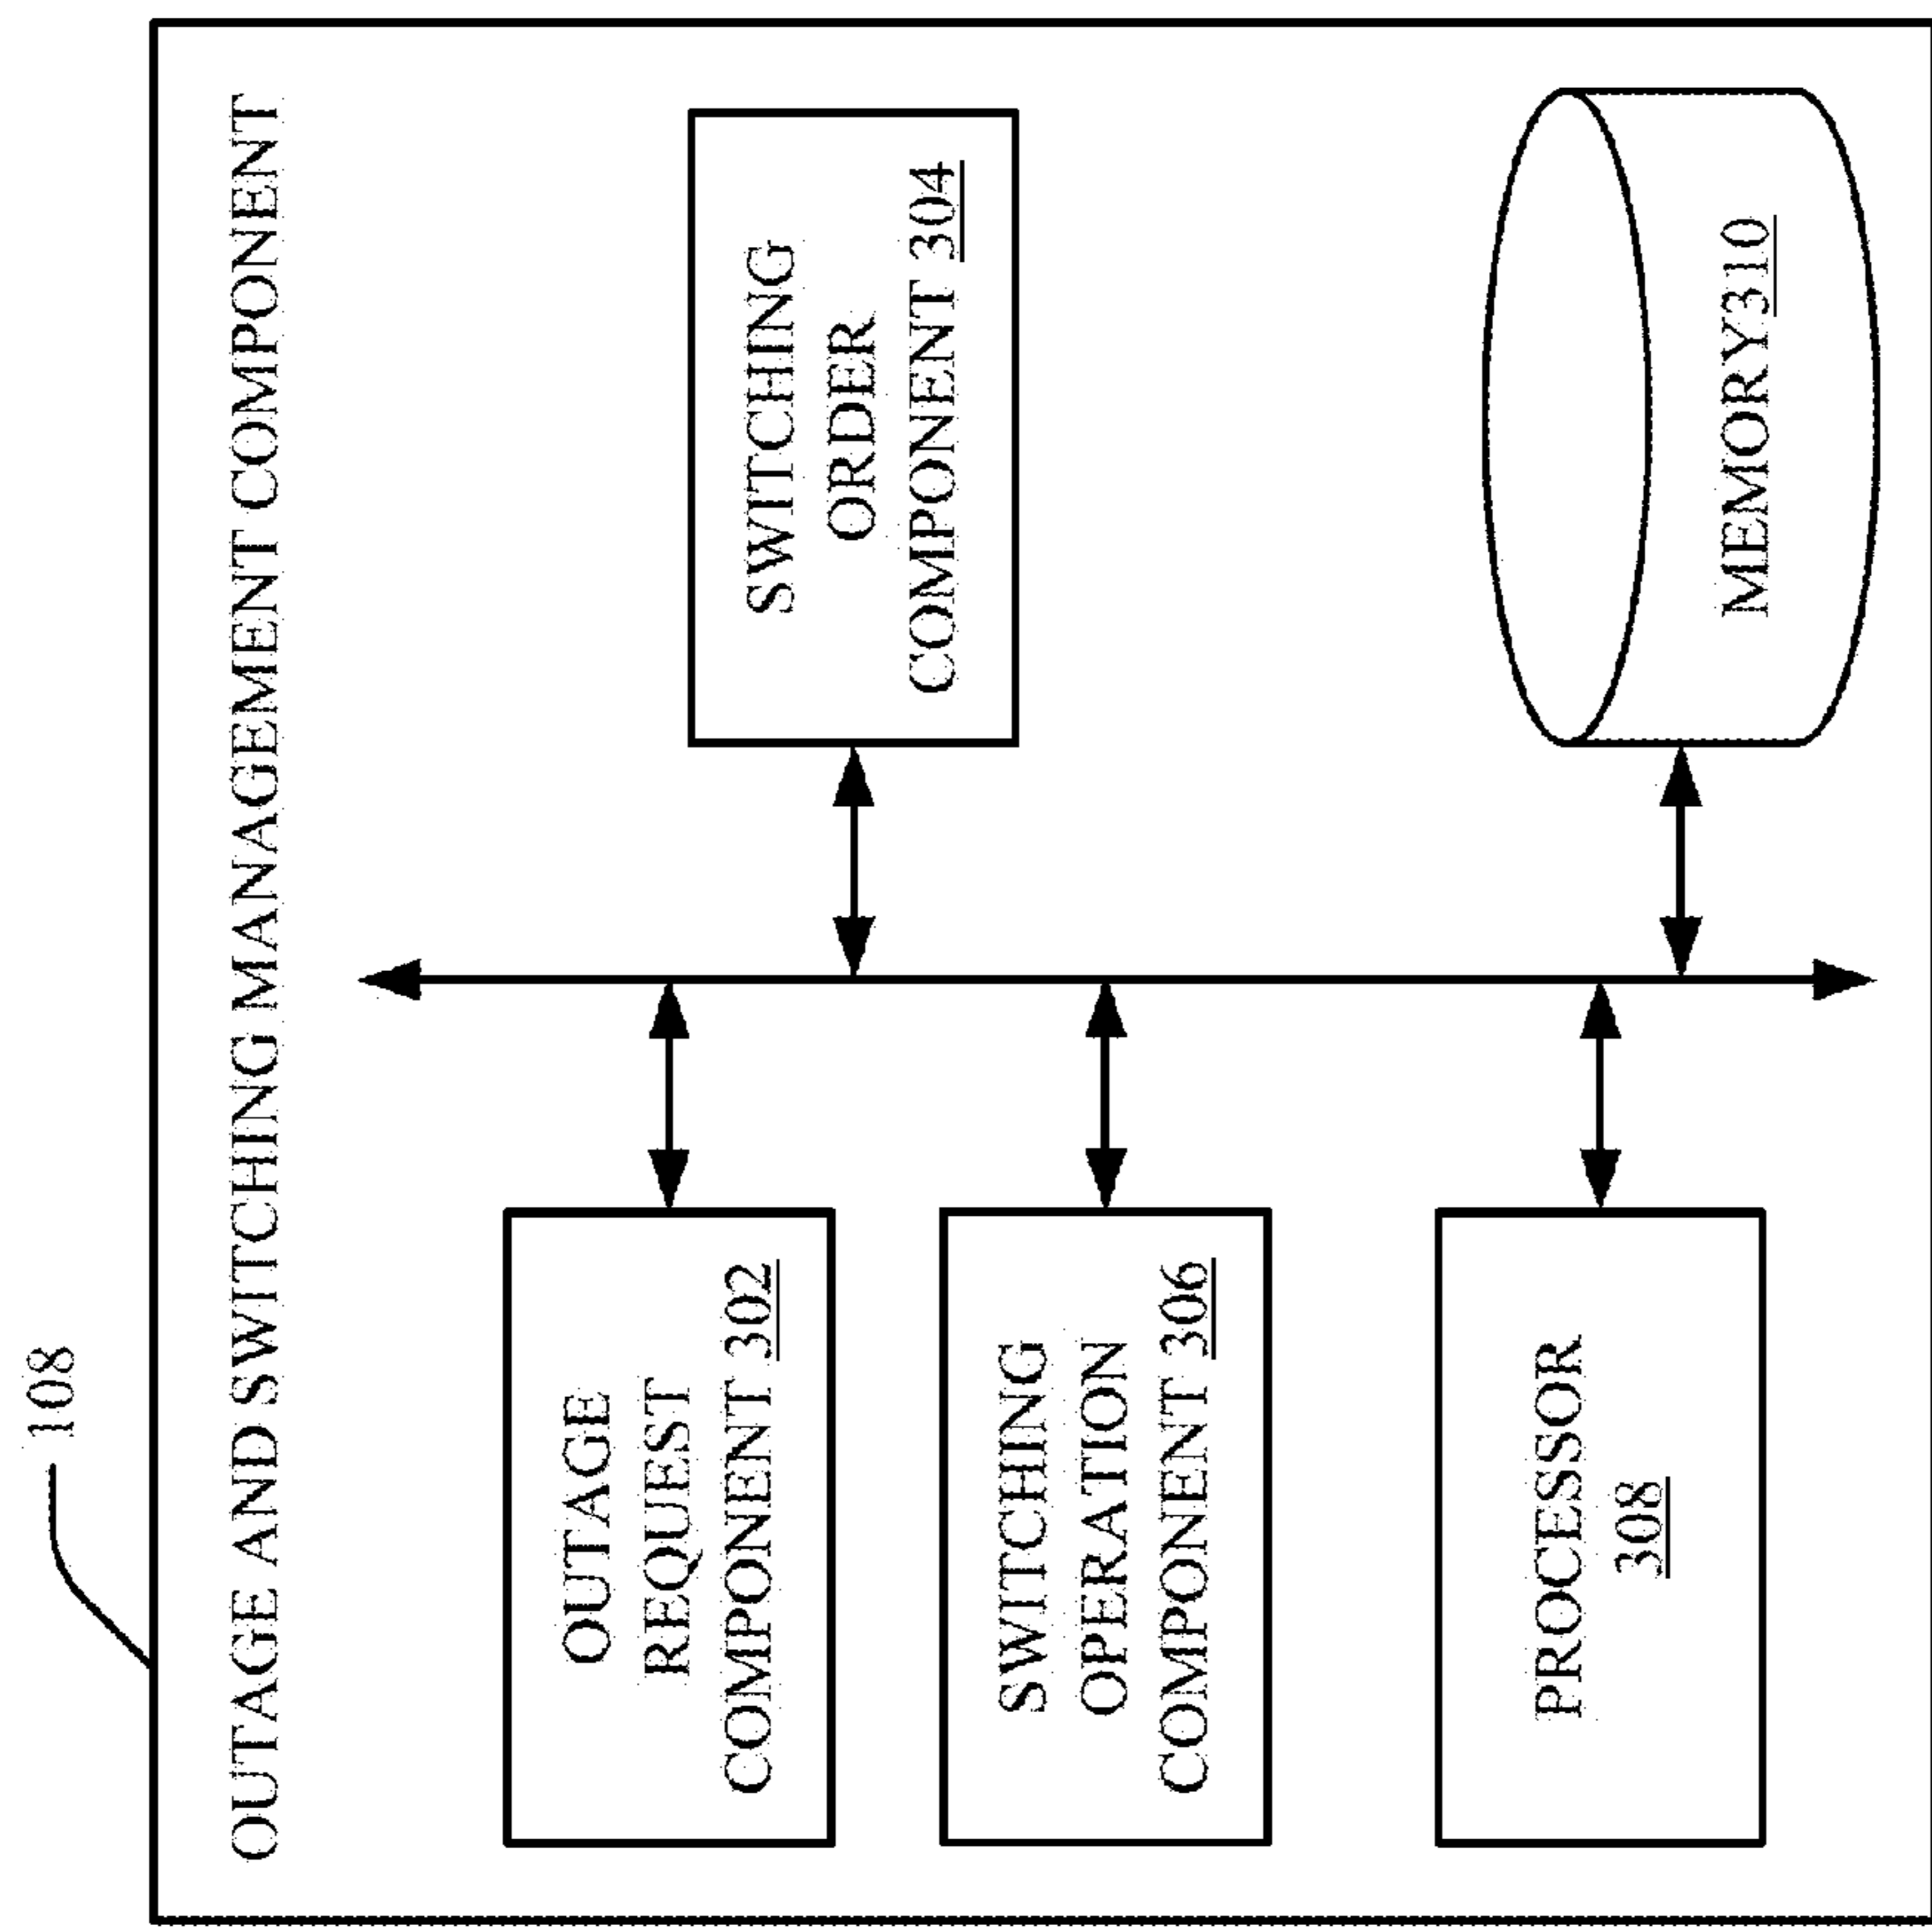 108
OUTAGE AND SWITCHING MANAGEMENT COMPONENT
OUTAGE
REQUEST
COMPONENT 302
SWITCHING
ORDER
COMPONENT 304
SWITCHING
OPERATION
COMPONENT 306
PROCESSOR
308
MEMORY310